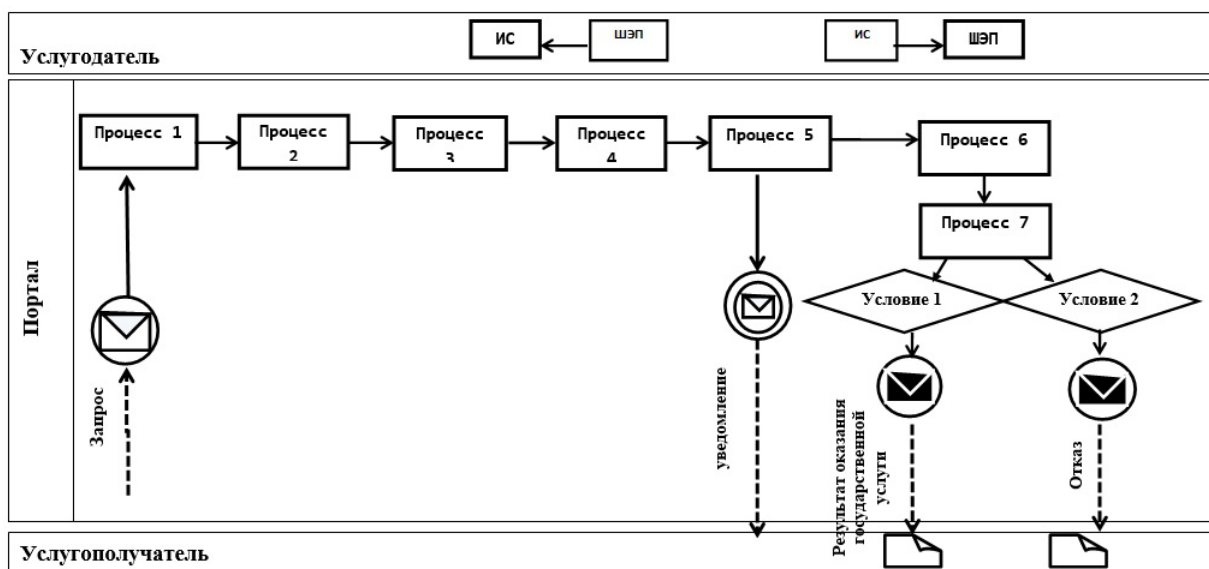 Услугодатель
ИС
ШЭП
ИС
ШЭП
Портал
Процесс 1
Процесс
2
Процесс
3
Процесс
4
Процесс 5
Процесс 6
Процесс 7
Условие 1
Условие 2
Запрос
уведомление
Результат оказания
государственной
услуги
Отказ
Услугополучатель